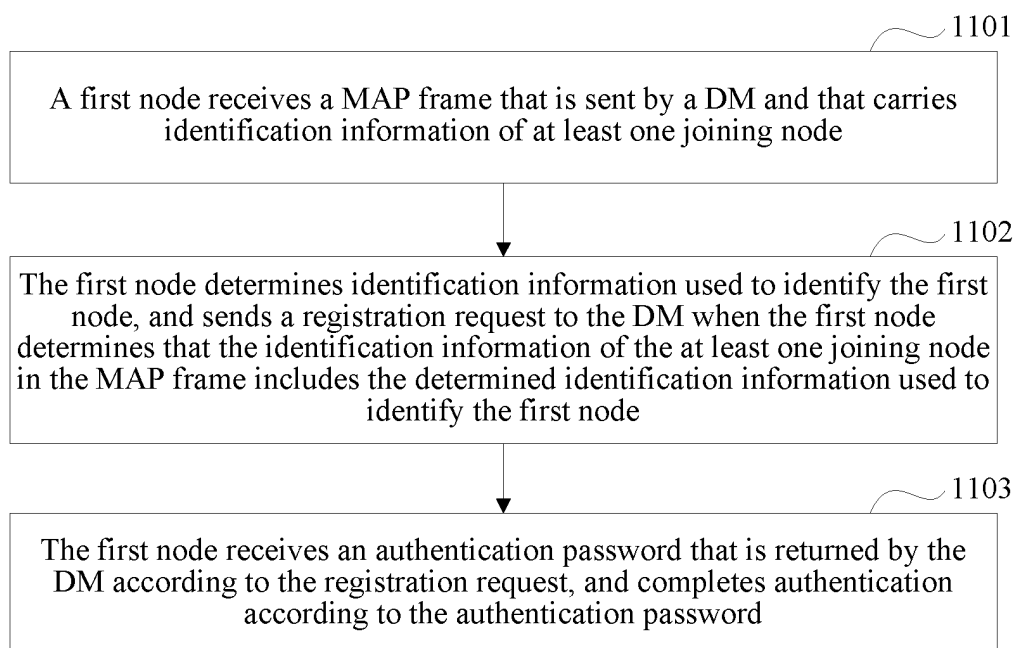 1101
A first node receives a MAP frame that is sent by a DM and that carries
identification information of at least one joining node
1102
The first node determines identification information used to identify the first
node, and sends a registration request to the DM when the first node
determines that the identification information of the at least one joining node
in the MAP frame includes the determined identification information used to
identify the first node
1103
The first node receives an authentication password that is returned by the
DM according to the registration request, and completes authentication
according to the authentication password